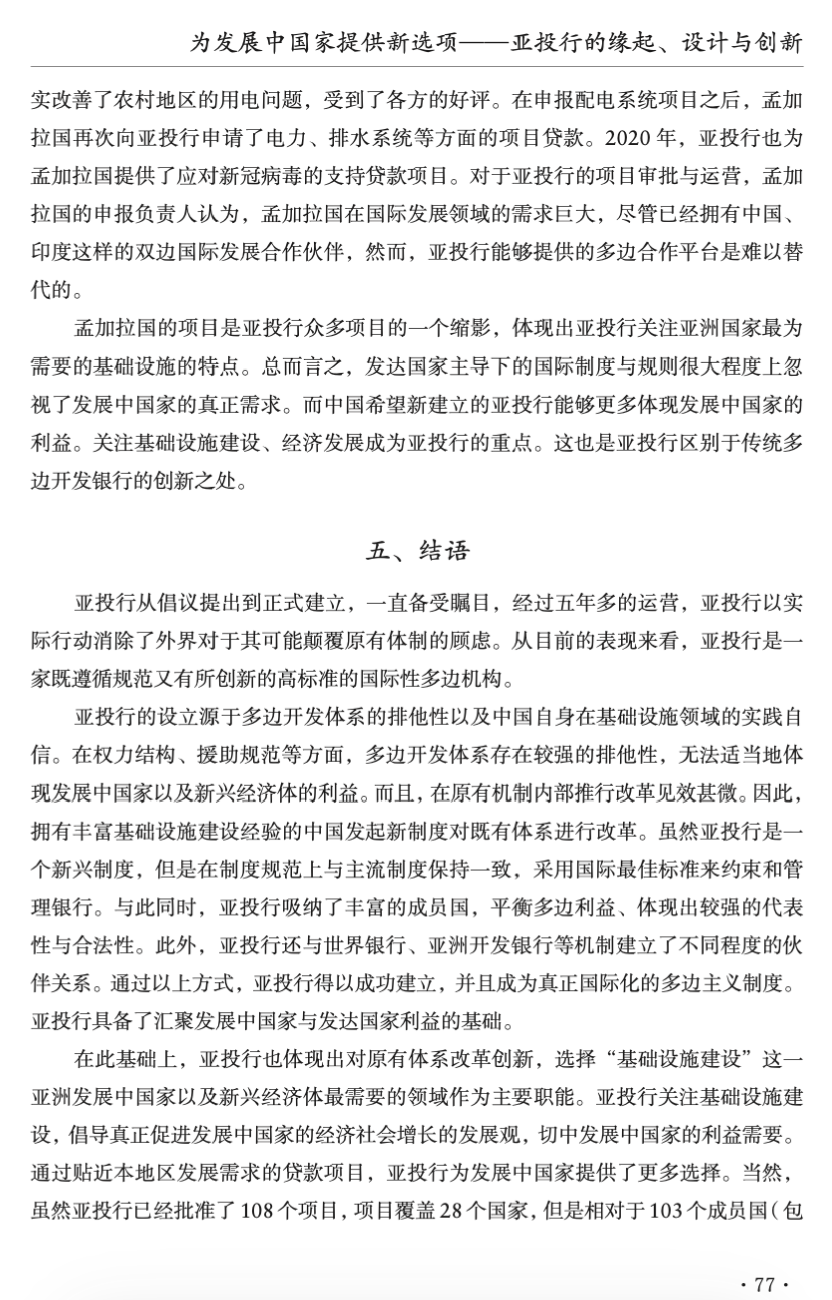 为发展中国家提供新选项——亚投行的缘起、设计与创新
实改善了农村地区的用电问题，受到了各方的好评。在申报配电系统项目之后，孟加
拉国再次向亚投行申请了电力、排水系统等方面的项目贷款。2020 年，亚投行也为
孟加拉国提供了应对新冠病毒的支持贷款项目。对于亚投行的项目审批与运营，孟加
拉国的申报负责人认为，孟加拉国在国际发展领域的需求巨大，尽管已经拥有中国、
印度这样的双边国际发展合作伙伴，然而，亚投行能够提供的多边合作平台是难以替
代的。
孟加拉国的项目是亚投行众多项目的一个缩影，体现出亚投行关注亚洲国家最为
需要的基础设施的特点。总而言之，发达国家主导下的国际制度与规则很大程度上忽
视了发展中国家的真正需求。而中国希望新建立的亚投行能够更多体现发展中国家的
利益。关注基础设施建设、经济发展成为亚投行的重点。这也是亚投行区别于传统多
边开发银行的创新之处。
五、结语
亚投行从倡议提出到正式建立，一直备受瞩目，经过五年多的运营，亚投行以实
际行动消除了外界对于其可能颠覆原有体制的顾虑。从目前的表现来看，亚投行是一
家既遵循规范又有所创新的高标准的国际性多边机构。
亚投行的设立源于多边开发体系的排他性以及中国自身在基础设施领域的实践自
信。在权力结构、援助规范等方面，多边开发体系存在较强的排他性，无法适当地体
现发展中国家以及新兴经济体的利益。而且，在原有机制内部推行改革见效甚微。因此，
拥有丰富基础设施建设经验的中国发起新制度对既有体系进行改革。虽然亚投行是一
个新兴制度，但是在制度规范上与主流制度保持一致，采用国际最佳标准来约束和管
理银行。与此同时，亚投行吸纳了丰富的成员国，平衡多边利益、体现出较强的代表
性与合法性。此外，亚投行还与世界银行、亚洲开发银行等机制建立了不同程度的伙
伴关系。通过以上方式，亚投行得以成功建立，并且成为真正国际化的多边主义制度。
亚投行具备了汇聚发展中国家与发达国家利益的基础。
在此基础上，亚投行也体现出对原有体系改革创新，选择“基础设施建设”这一
亚洲发展中国家以及新兴经济体最需要的领域作为主要职能。亚投行关注基础设施建
设，倡导真正促进发展中国家的经济社会增长的发展观，切中发展中国家的利益需要。
通过贴近本地区发展需求的贷款项目，亚投行为发展中国家提供了更多选择。当然，
虽然亚投行已经批准了 108 个项目，项目覆盖 28 个国家，但是相对于 103 个成员国（包
· 77 ·